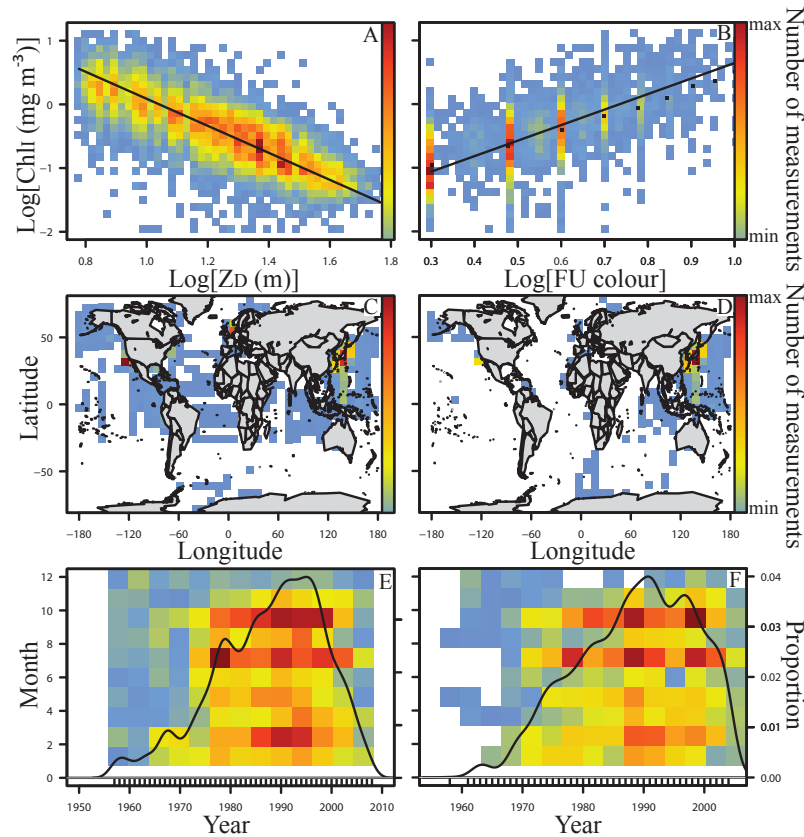 A
B
1
0
−1
−2
Log[Chl] (mg m⁻³)
0.8 1.0 1.2 1.4 1.6 1.8
Log[ZD (m)]
0.3 0.4 0.5 0.6 0.7 0.8 0.9 1.0
Log[FU colour]
max
min
Number of measurements
C
D
50
0
−50
Latitude
−180 −120 −60 0 60 120 180
Longitude
−180 −120 −60 0 60 120 180
Longitude
max
min
Number of measurements
E
F
12
10
8
6
4
2
0
Month
1950 1960 1970 1980 1990 2000 2010
Year
1960 1970 1980 1990 2000
Year
0.04
0.03
0.02
0.01
0.00
Proportion